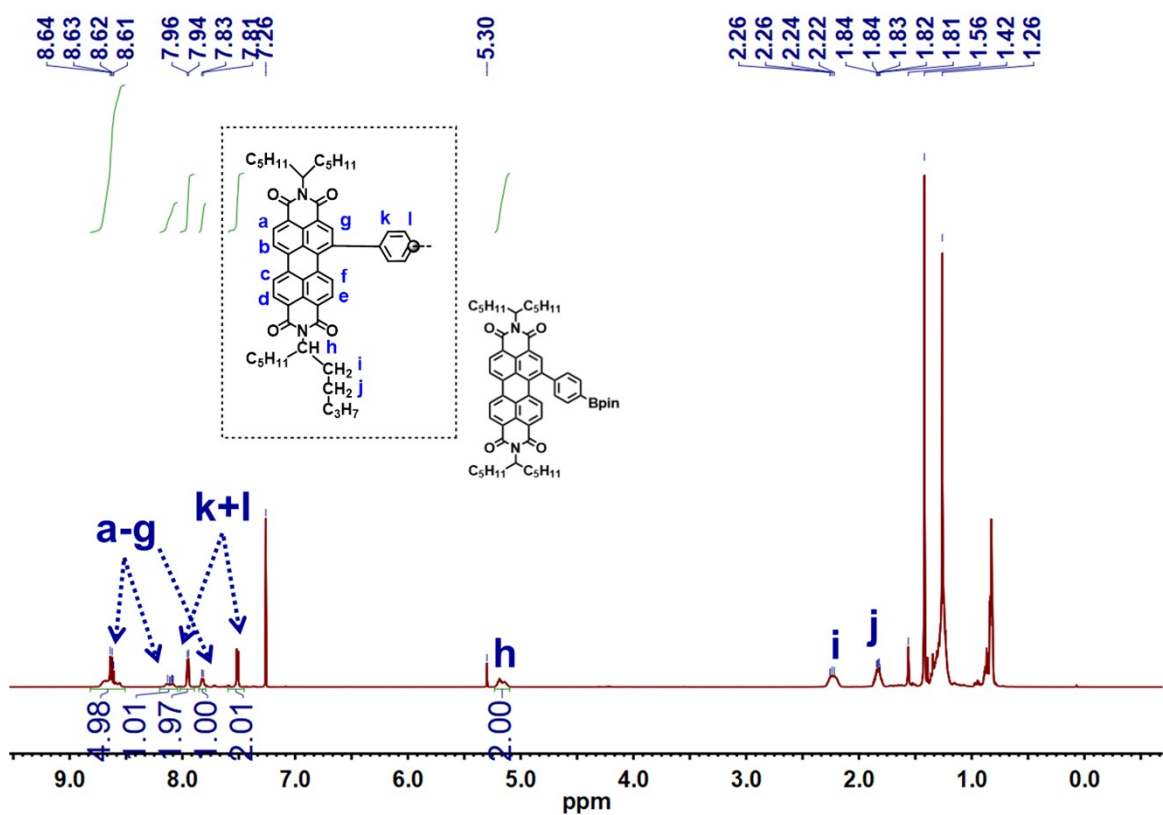 8.64 8.63 8.62 8.61 7.96 7.94 7.83 7.81 7.26 5.30 2.26 2.26 2.24 2.22 1.84 1.84 1.83 1.82 1.81 1.56 1.42 1.26
C5H11 C5H11
O N O
a g k l
b
c f
d e
O N O
h
C5H11 CH
CH2 i
CH2 j
C3H7
C5H11 C5H11
O N O
Bpin
O N O
C5H11 C5H11
a-g k+l
h i j
4.98 1.01 1.97 1.00 2.01 2.00
9.0 8.0 7.0 6.0 5.0 4.0 3.0 2.0 1.0 0.0
ppm